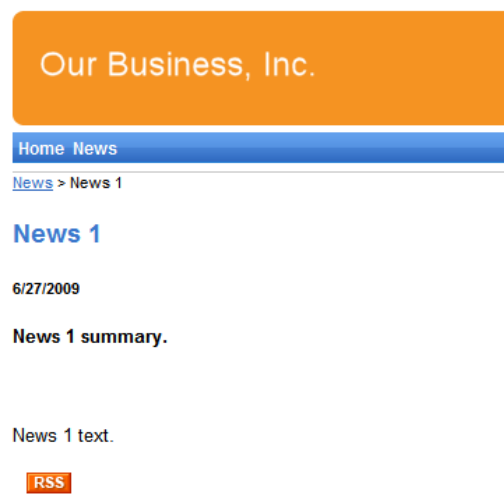 Our Business, Inc.
Home News
News > News 1
News 1
6/27/2009
News 1 summary.
News 1 text.
RSS